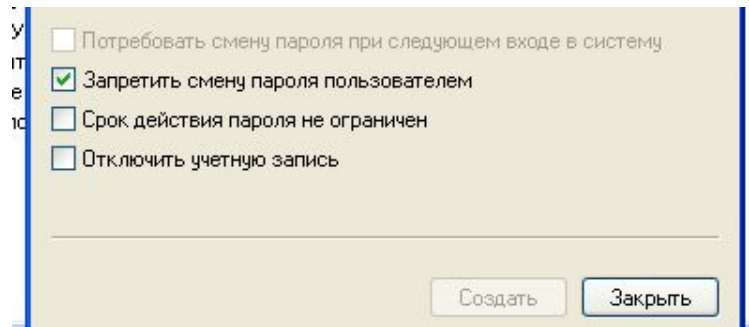 Потребовать смену пароля при следующем входе в систему
Запретить смену пароля пользователем
Срок действия пароля не ограничен
Отключить учетную запись
Создать
Закрыть